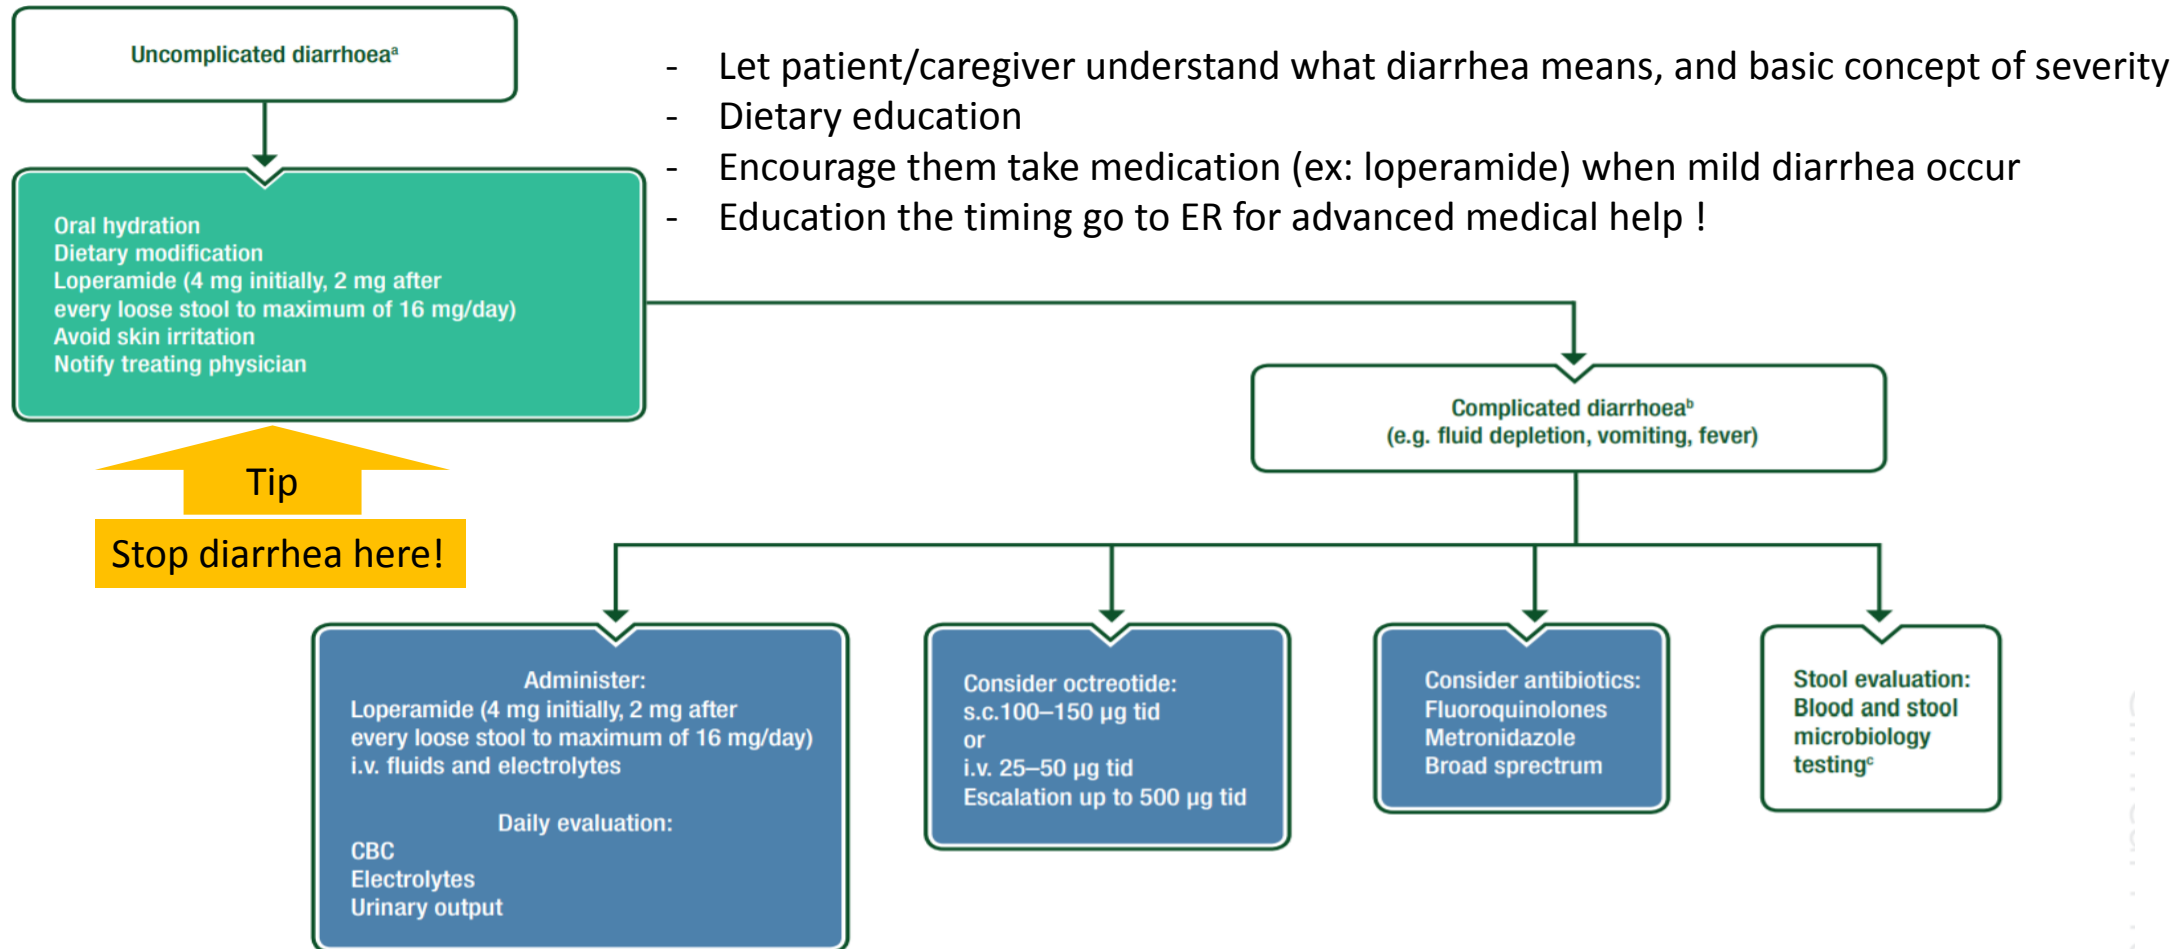 Uncomplicated diarrhoeaᵃ
- Let patient/caregiver understand what diarrhea means, and basic concept of severity
- Dietary education
- Encourage them take medication (ex: loperamide) when mild diarrhea occur
- Education the timing go to ER for advanced medical help !
Oral hydration
Dietary modification
Loperamide (4 mg initially, 2 mg after
every loose stool to maximum of 16 mg/day)
Avoid skin irritation
Notify treating physician
Tip
Stop diarrhea here!
Complicated diarrhoeaᵇ
(e.g. fluid depletion, vomiting, fever)
Administer:
Loperamide (4 mg initially, 2 mg after
every loose stool to maximum of 16 mg/day)
i.v. fluids and electrolytes
Daily evaluation:
CBC
Electrolytes
Urinary output
Consider octreotide:
s.c.100–150 µg tid
or
i.v. 25–50 µg tid
Escalation up to 500 µg tid
Consider antibiotics:
Fluoroquinolones
Metronidazole
Broad sprectrum
Stool evaluation:
Blood and stool
microbiology
testingᶜ